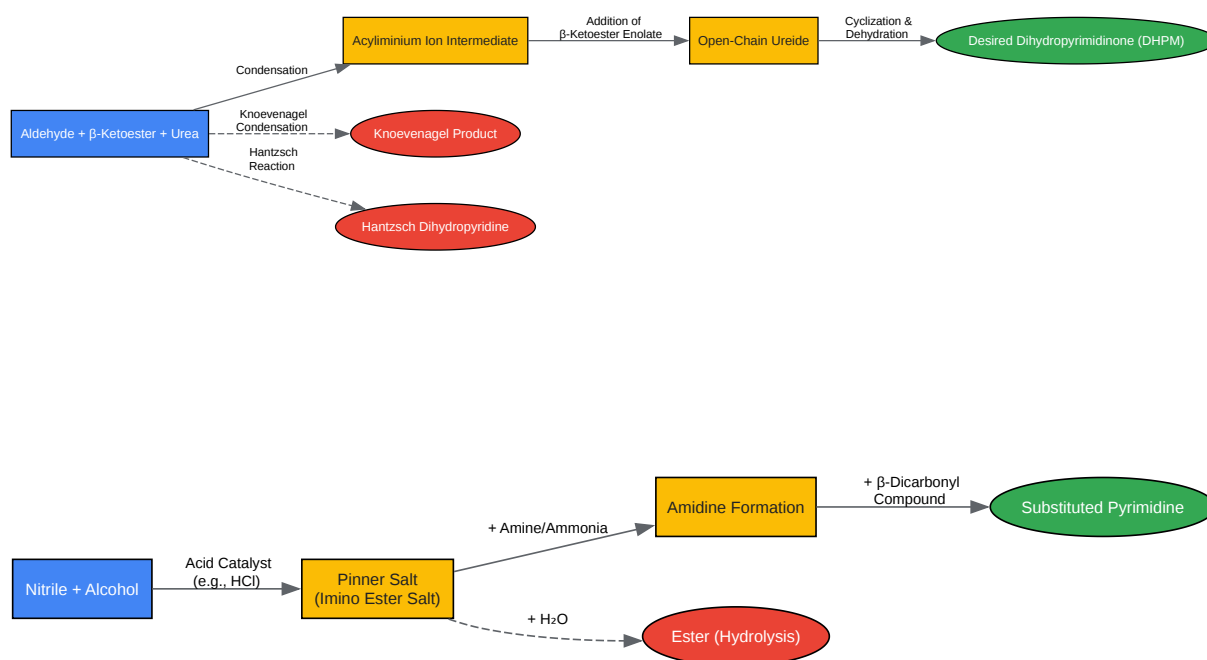 Acyliminium Ion Intermediate
Addition of
β-Ketoester Enolate
Open-Chain Ureide
Cyclization &
Dehydration
Desired Dihydropyrimidinone (DHPM)
Condensation
Aldehyde + β-Ketoester + Urea
Knoevenagel
Condensation
Knoevenagel Product
Hantzsch
Reaction
Hantzsch Dihydropyridine
Nitrile + Alcohol
Acid Catalyst
(e.g., HCl)
Pinner Salt
(Imino Ester Salt)
+ Amine/Ammonia
Amidine Formation
+ β-Dicarbonyl
Compound
Substituted Pyrimidine
+ H₂O
Ester (Hydrolysis)